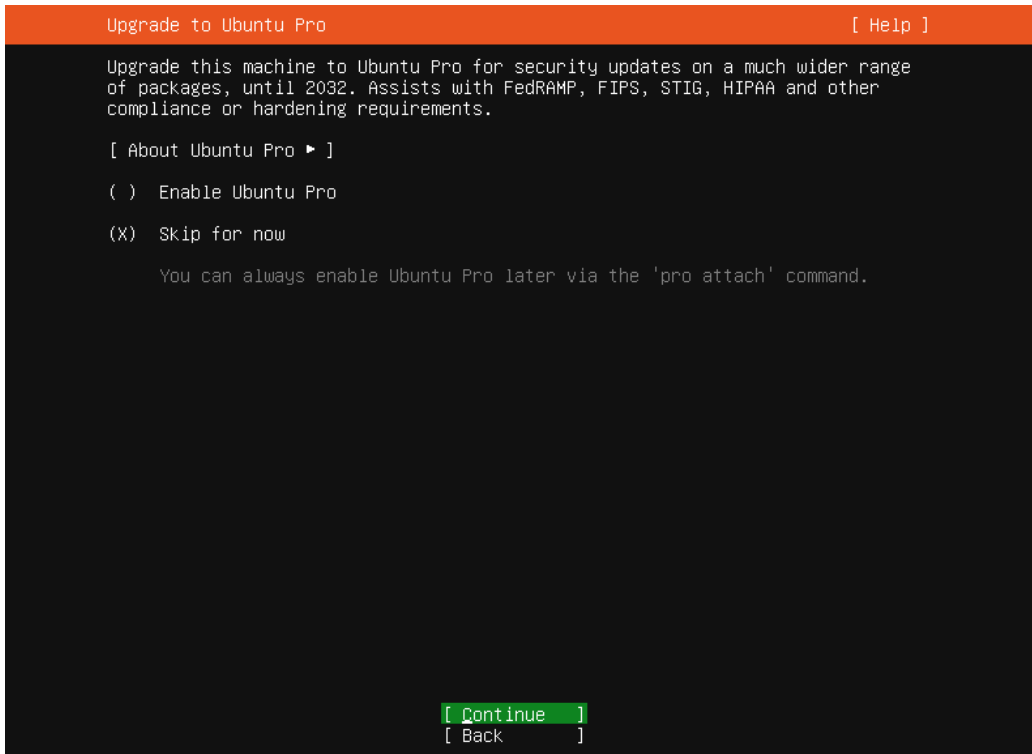 Upgrade to Ubuntu Pro [ Help ]
Upgrade this machine to Ubuntu Pro for security updates on a much wider range
of packages, until 2032. Assists with FedRAMP, FIPS, STIG, HIPAA and other
compliance or hardening requirements.
[ About Ubuntu Pro ► ]
( ) Enable Ubuntu Pro
(X) Skip for now
You can always enable Ubuntu Pro later via the 'pro attach' command.
[ Continue ]
[ Back ]